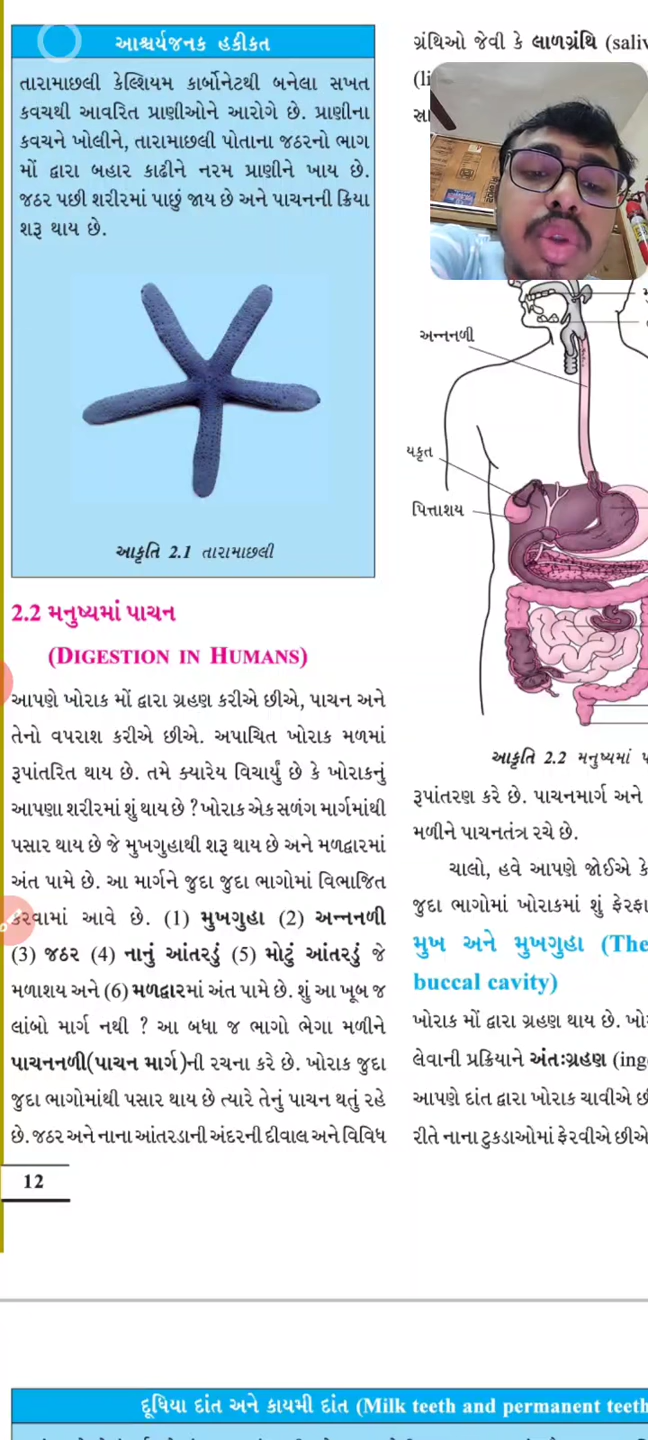 આશ્ચર્યજનક હકીકત
તારામાછલી કેલ્શિયમ કાર્બોનેટથી બનેલા સખત
કવચથી આવરિત પ્રાણીઓને આરોગે છે. પ્રાણીના
કવચને ખોલીને, તારામાછલી પોતાના જઠરનો ભાગ
મોં દ્વારા બહાર કાઢીને નરમ પ્રાણીને ખાય છે.
જઠર પછી શરીરમાં પાછું જાય છે અને પાચનની ક્રિયા
શરૂ થાય છે.
આકૃતિ 2.1 તારામાછલી
2.2 મનુષ્યમાં પાચન
(DIGESTION IN HUMANS)
આપણે ખોરાક મોં દ્વારા ગ્રહણ કરીએ છીએ, પાચન અને
તેનો વપરાશ કરીએ છીએ. અપાચિત ખોરાક મળમાં
રૂપાંતરિત થાય છે. તમે ક્યારેય વિચાર્યું છે કે ખોરાકનું
આપણા શરીરમાં શું થાય છે ? ખોરાક એક સળંગ માર્ગમાંથી
પસાર થાય છે જે મુખગુહાથી શરૂ થાય છે અને મળદ્વારમાં
અંત પામે છે. આ માર્ગને જુદા જુદા ભાગોમાં વિભાજિત
કરવામાં આવે છે. (1) મુખગુહા (2) અન્નનળી
(3) જઠર (4) નાનું આંતરડું (5) મોટું આંતરડું જે
મળાશય અને (6) મળદ્વારમાં અંત પામે છે. શું આ ખૂબ જ
લાંબો માર્ગ નથી ? આ બધા જ ભાગો ભેગા મળીને
પાચનનળી(પાચન માર્ગ)ની રચના કરે છે. ખોરાક જુદા
જુદા ભાગોમાંથી પસાર થાય છે ત્યારે તેનું પાચન થતું રહે
છે. જઠર અને નાના આંતરડાની અંદરની દીવાલ અને વિવિધ
12
ગ્રંથિઓ જેવી કે લાળગ્રંથિ (saliv
(li
અન્નનળી
યકૃત
પિત્તાશય
આકૃતિ 2.2 મનુષ્યમાં
રૂપાંતરણ કરે છે. પાચનમાર્ગ અને
મળીને પાચનતંત્ર રચે છે.
ચાલો, હવે આપણે જોઈએ કે
જુદા ભાગોમાં ખોરાકમાં શું ફેરફા
મુખ અને મુખગુહા (The
buccal cavity)
ખોરાક મોં દ્વારા ગ્રહણ થાય છે. ખો
લેવાની પ્રક્રિયાને અંતઃગ્રહણ (inge
આપણે દાંત દ્વારા ખોરાક ચાવીએ છી
રીતે નાના ટુકડાઓમાં ફેરવીએ છીએ
દૂધિયા દાંત અને કાયમી દાંત (Milk teeth and permanent teeth